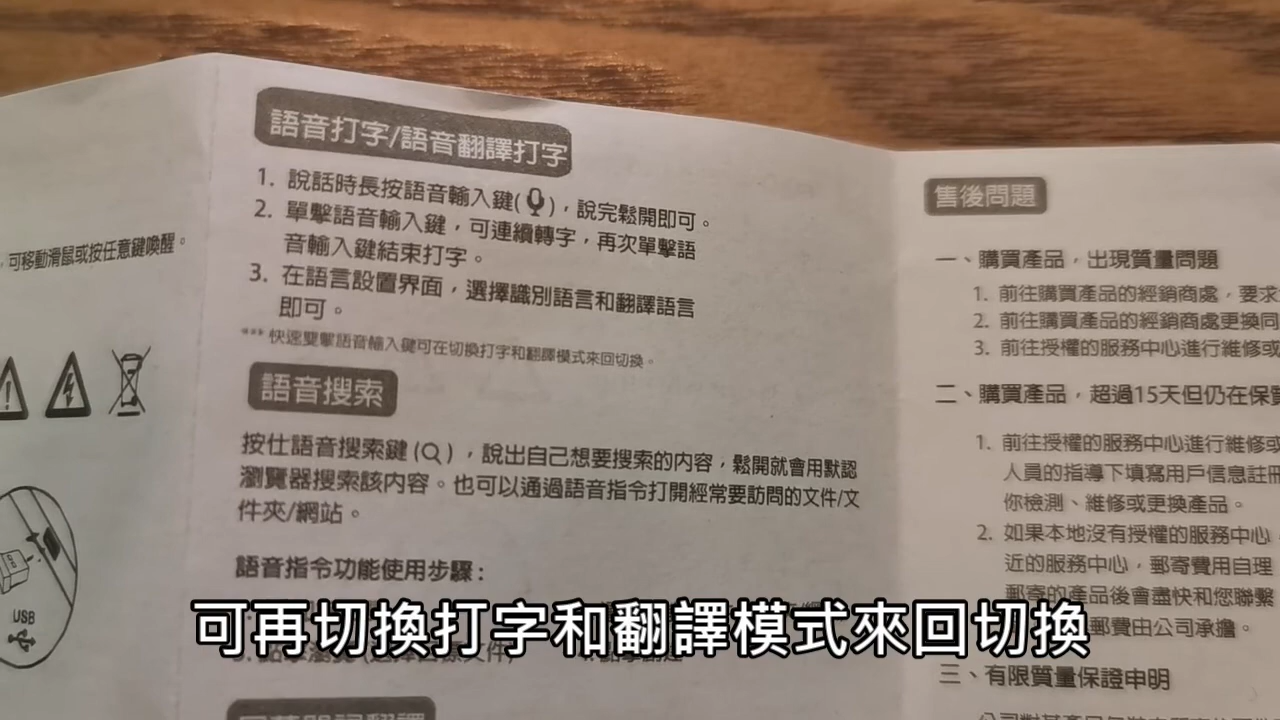 ，可移動滑鼠或按任意鍵喚醒。
USB
語音打字/語音翻譯打字
1. 說話時長按語音輸入鍵( )，說完鬆開即可。
2. 單擊語音輸入鍵，可連續轉字，再次單擊語
音輸入鍵結束打字。
3. 在語言設置界面，選擇識別語言和翻譯語言
即可。
*** 快速雙擊語音輸入鍵可在切換打字和翻譯模式來回切換。
語音搜索
按住語音搜索鍵( )，說出自己想要搜索的內容，鬆開就會用默認
瀏覽器搜索該內容。也可以通過語音指令打開經常要訪問的文件/文
件夾/網站。
語音指令功能使用步驟：
售後問題
一、購買產品，出現質量問題
1. 前往購買產品的經銷商處，要求
2. 前往購買產品的經銷商處更換同
3. 前往授權的服務中心進行維修或
二、購買產品，超過15天但仍在保質
1. 前往授權的服務中心進行維修或
人員的指導下填寫用戶信息註冊
你檢測、維修或更換產品。
2. 如果本地沒有授權的服務中心，
近的服務中心，郵寄費用自理
郵寄的產品後會盡快和您聯繫
郵費由公司承擔。
三、有限質量保證申明
可再切換打字和翻譯模式來回切換